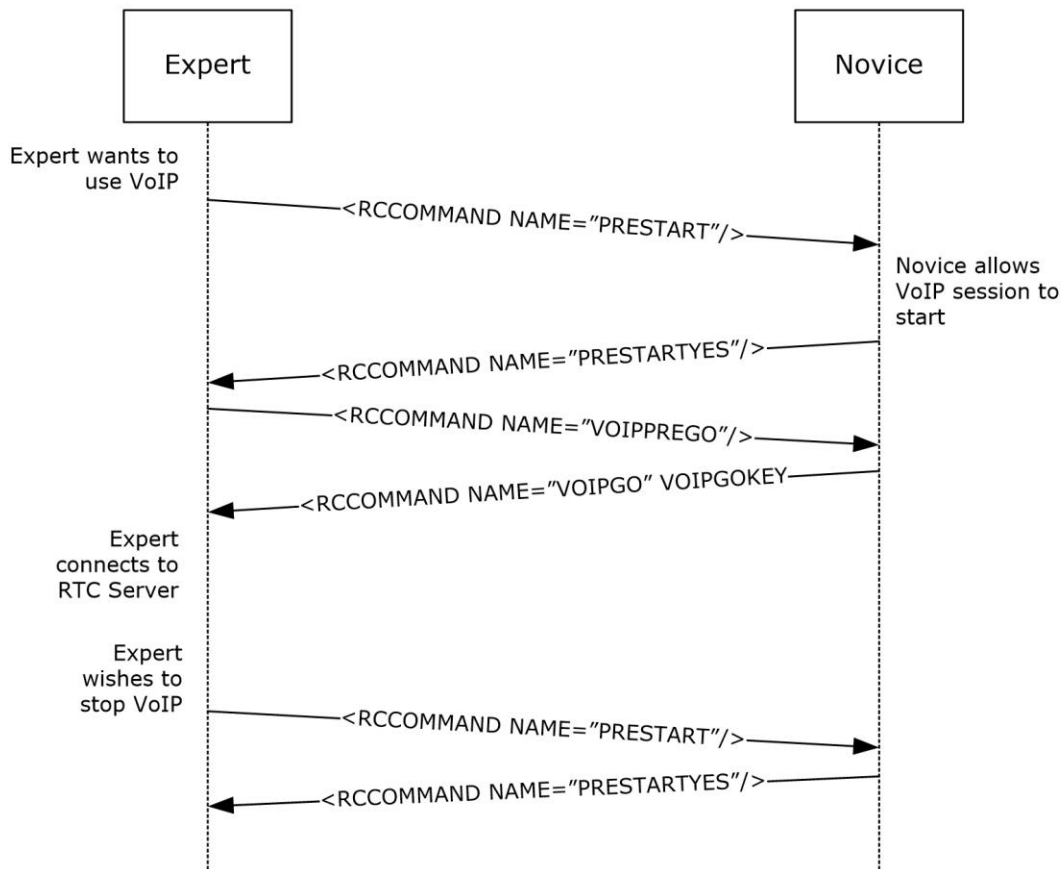 Expert
Novice
Expert wants to
use VoIP
<RCCOMMAND NAME=”PRESTART”/>
Novice allows
VoIP session to
start
<RCCOMMAND NAME=”PRESTARTYES”/>
<RCCOMMAND NAME=”VOIPPREGO”/>
<RCCOMMAND NAME=”VOIPGO” VOIPGOKEY
Expert
connects to
RTC Server
Expert
wishes to
stop VoIP
<RCCOMMAND NAME=”PRESTART”/>
<RCCOMMAND NAME=”PRESTARTYES”/>